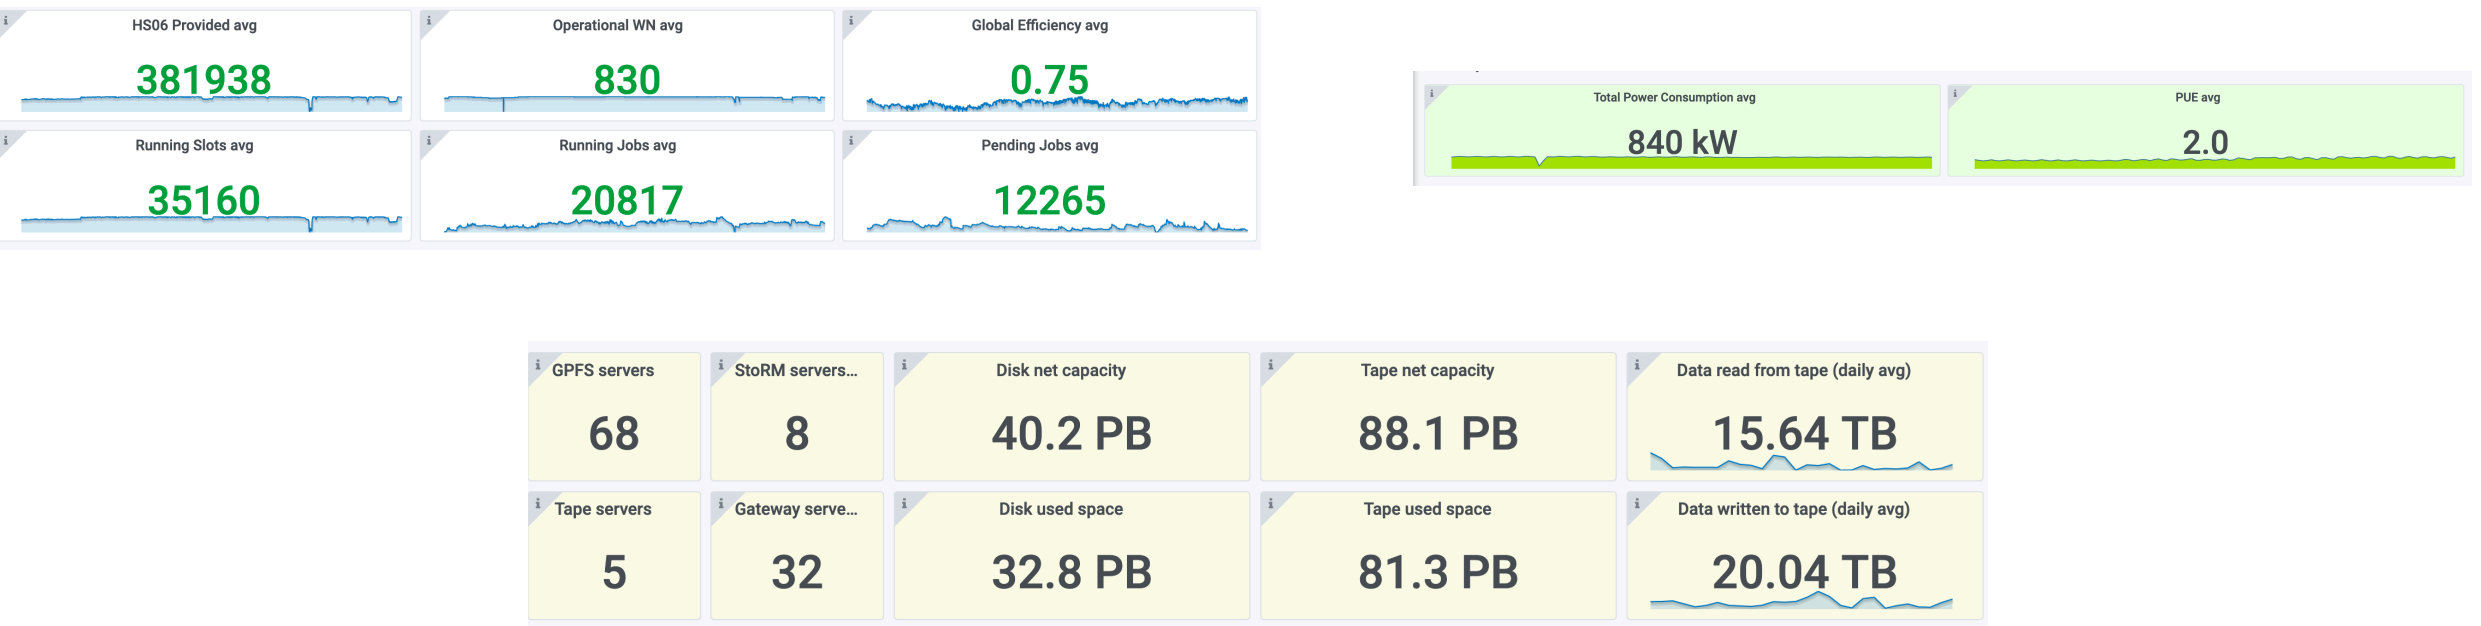 HS06 Provided avg
381938
Operational WN avg
830
Global Efficiency avg
0.75
Running Slots avg
35160
Running Jobs avg
20817
Pending Jobs avg
12265
Total Power Consumption avg
840 kW
PUE avg
2.0
GPFS servers
68
StoRM servers...
8
Disk net capacity
40.2 PB
Tape net capacity
88.1 PB
Data read from tape (daily avg)
15.64 TB
Tape servers
5
Gateway serve...
32
Disk used space
32.8 PB
Tape used space
81.3 PB
Data written to tape (daily avg)
20.04 TB